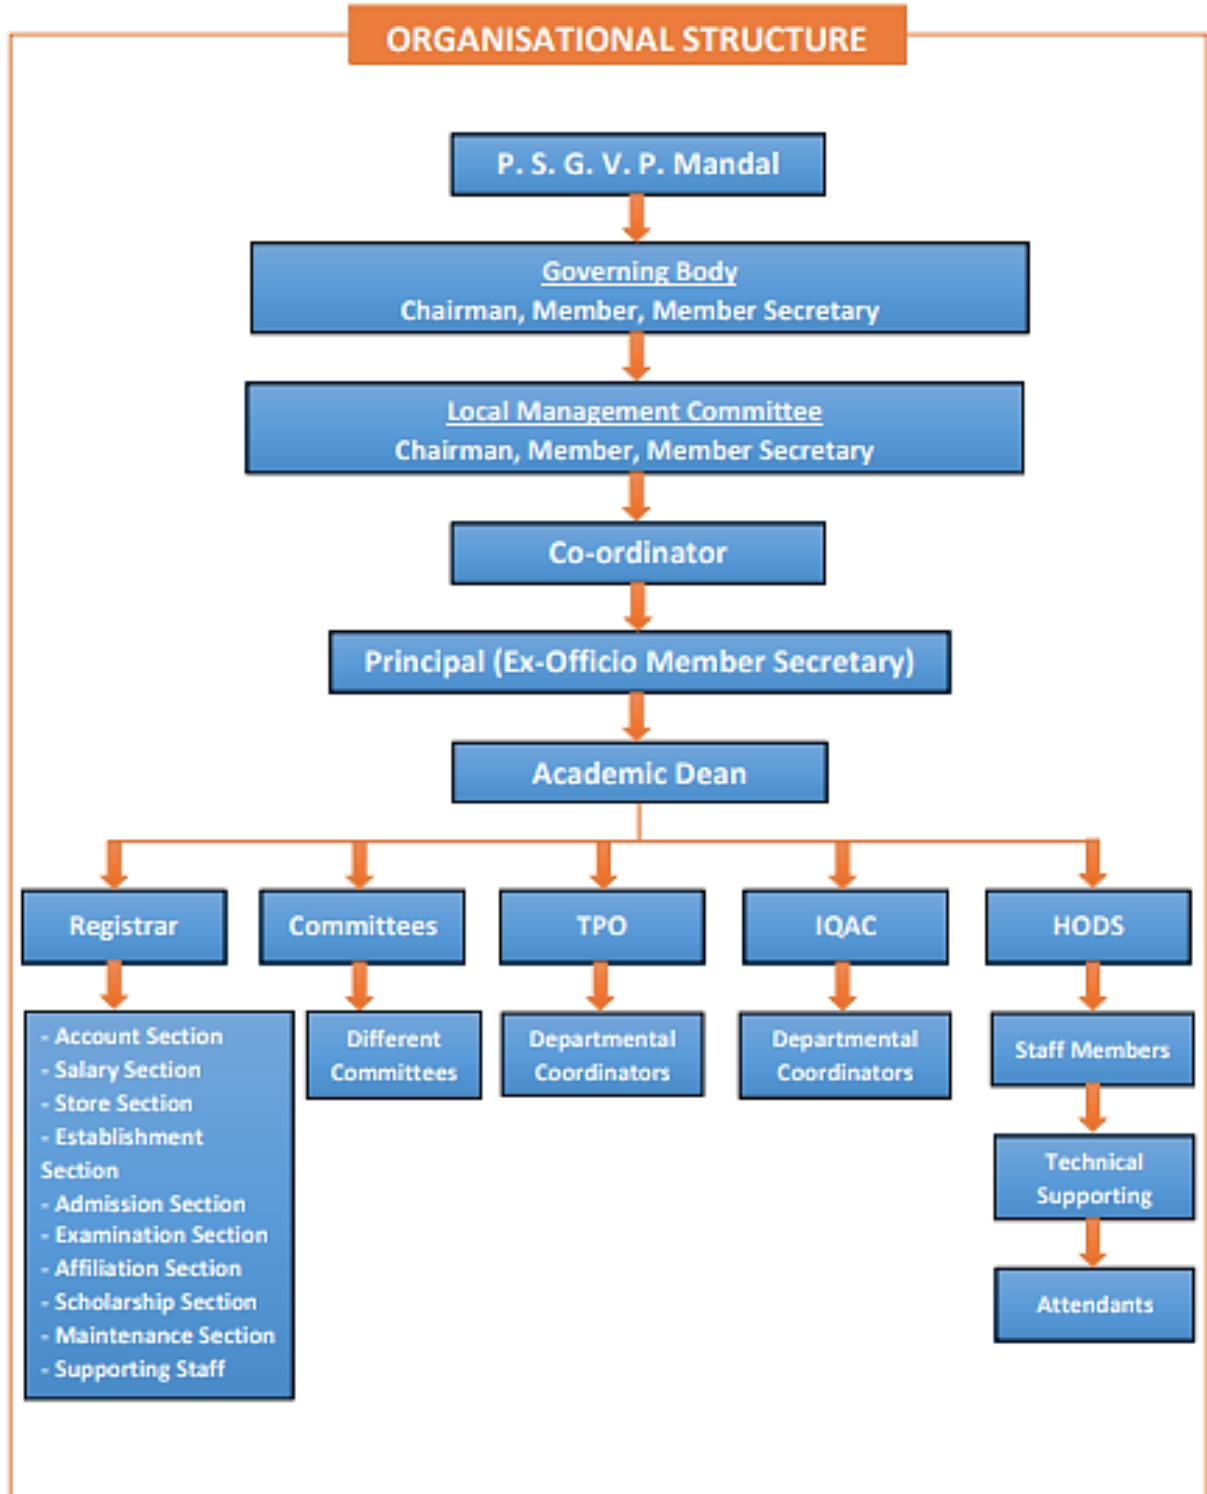 ORGANISATIONAL STRUCTURE
P. S. G. V. P. Mandal
Governing Body
Chairman, Member, Member Secretary
Local Management Committee
Chairman, Member, Member Secretary
Co-ordinator
Principal (Ex-Officio Member Secretary)
Academic Dean
Registrar
Committees
TPO
IQAC
HODS
- Account Section
- Salary Section
- Store Section
- Establishment
Section
- Admission Section
- Examination Section
- Affiliation Section
- Scholarship Section
- Maintenance Section
- Supporting Staff
Different
Committees
Departmental
Coordinators
Departmental
Coordinators
Staff Members
Technical
Supporting
Attendants